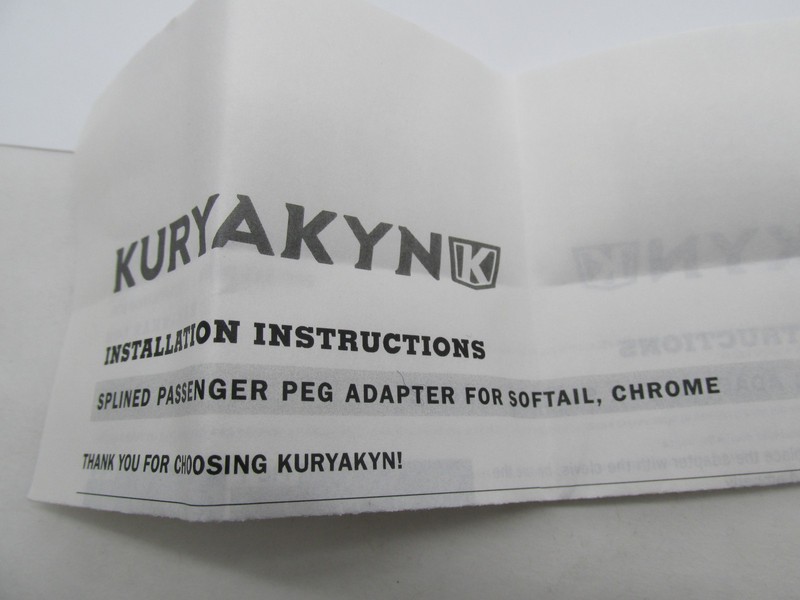 KURYAKYN K
INSTALLATION INSTRUCTIONS
SPLINED PASSENGER PEG ADAPTER FOR SOFTAIL, CHROME
THANK YOU FOR CHOOSING KURYAKYN!